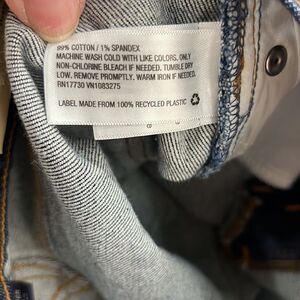 99% COTTON / 1% SPANDEX
MACHINE WASH COLD WITH LIKE COLORS. ONLY
NON-CHLORINE BLEACH IF NEEDED. TUMBLE DRY
LOW. REMOVE PROMPTLY. WARM IRON IF NEEDED.
RN17730 VN1083275
LABEL MADE FROM 100% RECYCLED PLASTIC